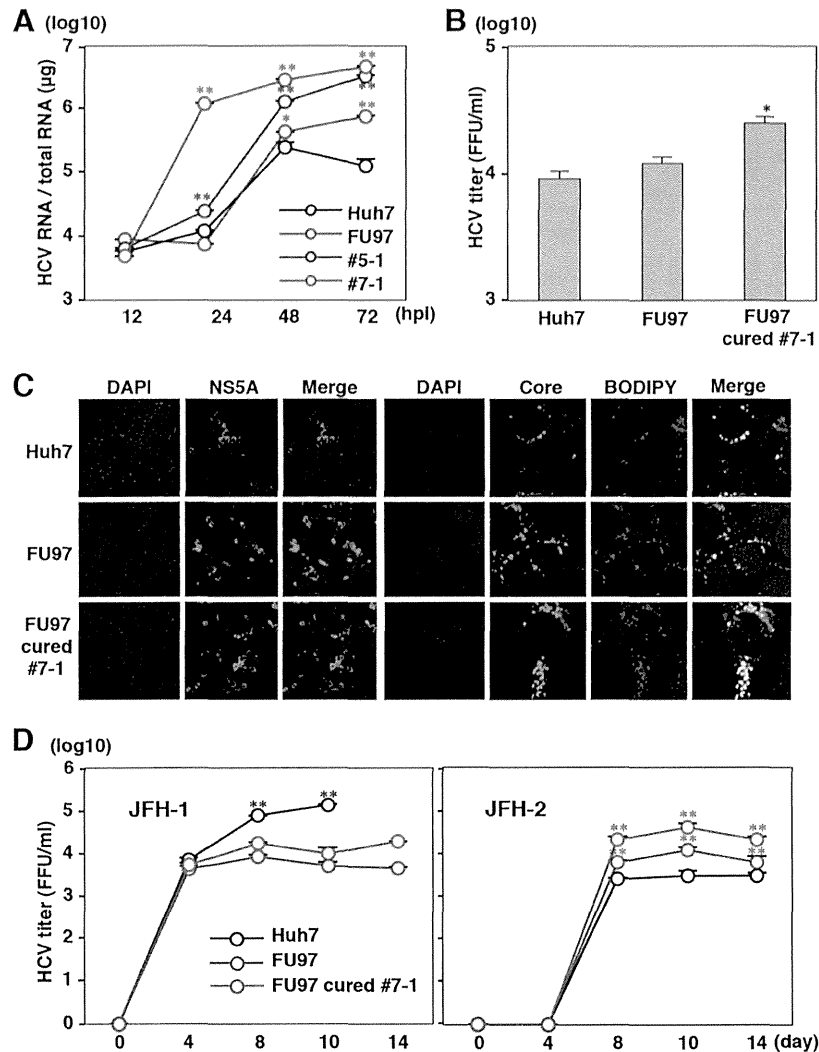 A (log10)
HCV RNA / total RNA (µg)
7
6
5
4
3
** ** **
** **
** * **
Huh7
FU97
#5-1
#7-1
12 24 48 72 (hpI)
B (log10)
HCV titer (FFU/ml)
5
4
3
*
Huh7 FU97 FU97
cured #7-1
C
DAPI NS5A Merge DAPI Core BODIPY Merge
Huh7
FU97
FU97
cured
#7-1
D (log10)
HCV titer (FFU/ml)
6
5
4
3
2
1
0
JFH-1
** **
Huh7
FU97
FU97 cured #7-1
0 4 8 10 14
JFH-2
** ** **
** ** **
0 4 8 10 14 (day)